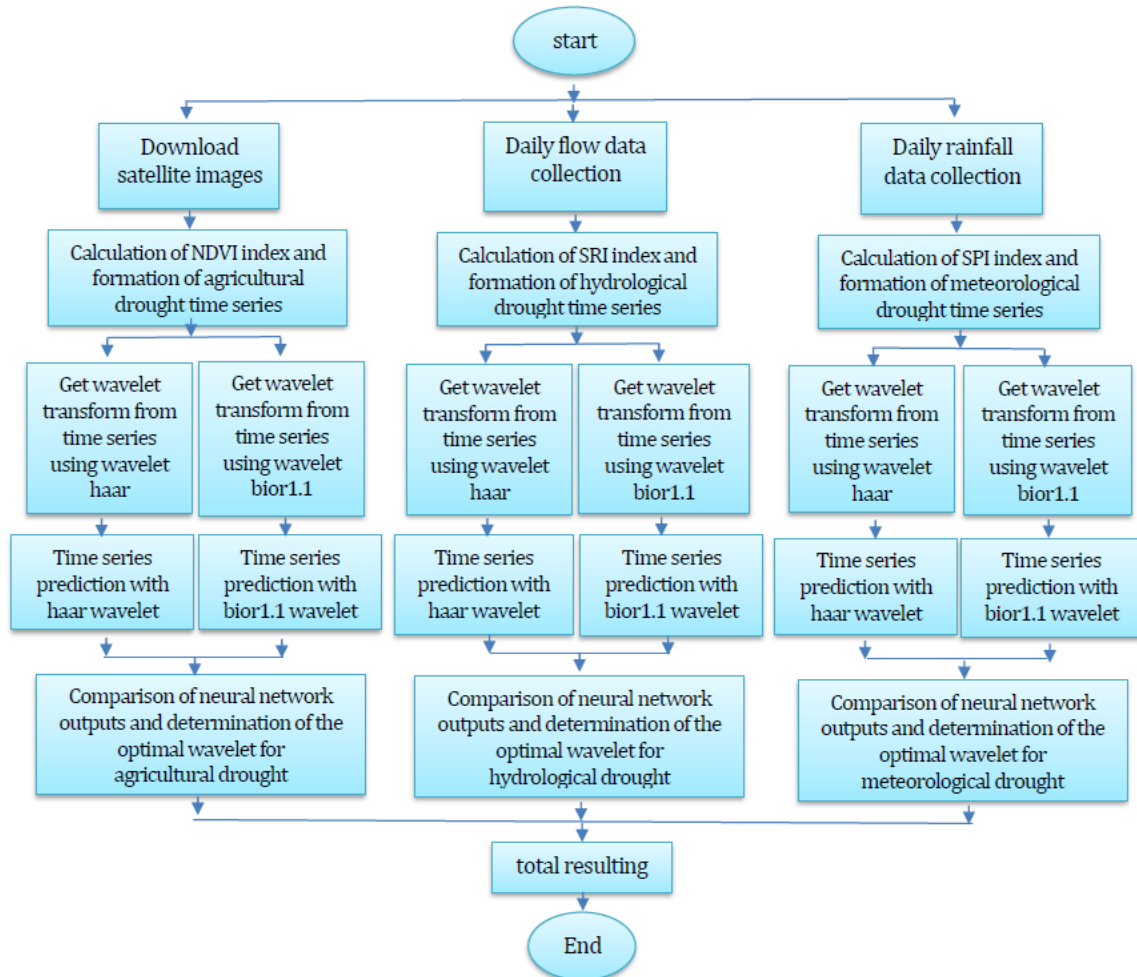 start
Download
satellite images
Daily flow data
collection
Daily rainfall
data collection
Calculation of NDVI index and
formation of agricultural
drought time series
Calculation of SRI index and
formation of hydrological
drought time series
Calculation of SPI index and
formation of meteorological
drought time series
Get wavelet
transform from
time series
using wavelet
haar
Get wavelet
transform from
time series
using wavelet
bior1.1
Get wavelet
transform from
time series
using wavelet
haar
Get wavelet
transform from
time series
using wavelet
bior1.1
Get wavelet
transform from
time series
using wavelet
haar
Get wavelet
transform from
time series
using wavelet
bior1.1
Time series
prediction with
haar wavelet
Time series
prediction with
bior1.1 wavelet
Time series
prediction with
haar wavelet
Time series
prediction with
bior1.1 wavelet
Time series
prediction with
haar wavelet
Time series
prediction with
bior1.1 wavelet
Comparison of neural network
outputs and determination of the
optimal wavelet for
agricultural drought
Comparison of neural network
outputs and determination of the
optimal wavelet for
hydrological drought
Comparison of neural network
outputs and determination of the
optimal wavelet for
meteorological drought
total resulting
End